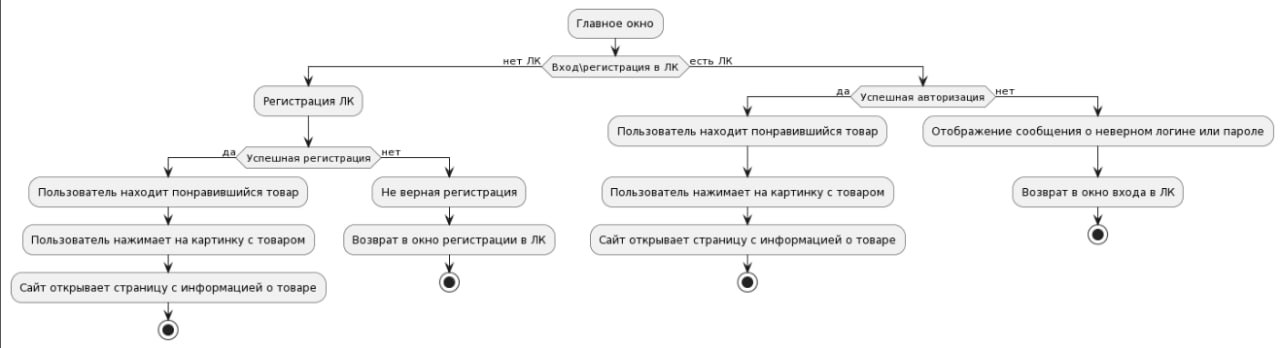 Главное окно
нет ЛК
Вход\регистрация в ЛК
есть ЛК
Регистрация ЛК
да
Успешная регистрация
нет
Пользователь находит понравившийся товар
Пользователь нажимает на картинку с товаром
Сайт открывает страницу с информацией о товаре
Не верная регистрация
Возврат в окно регистрации в ЛК
да
Успешная авторизация
нет
Пользователь находит понравившийся товар
Пользователь нажимает на картинку с товаром
Сайт открывает страницу с информацией о товаре
Отображение сообщения о неверном логине или пароле
Возврат в окно входа в ЛК